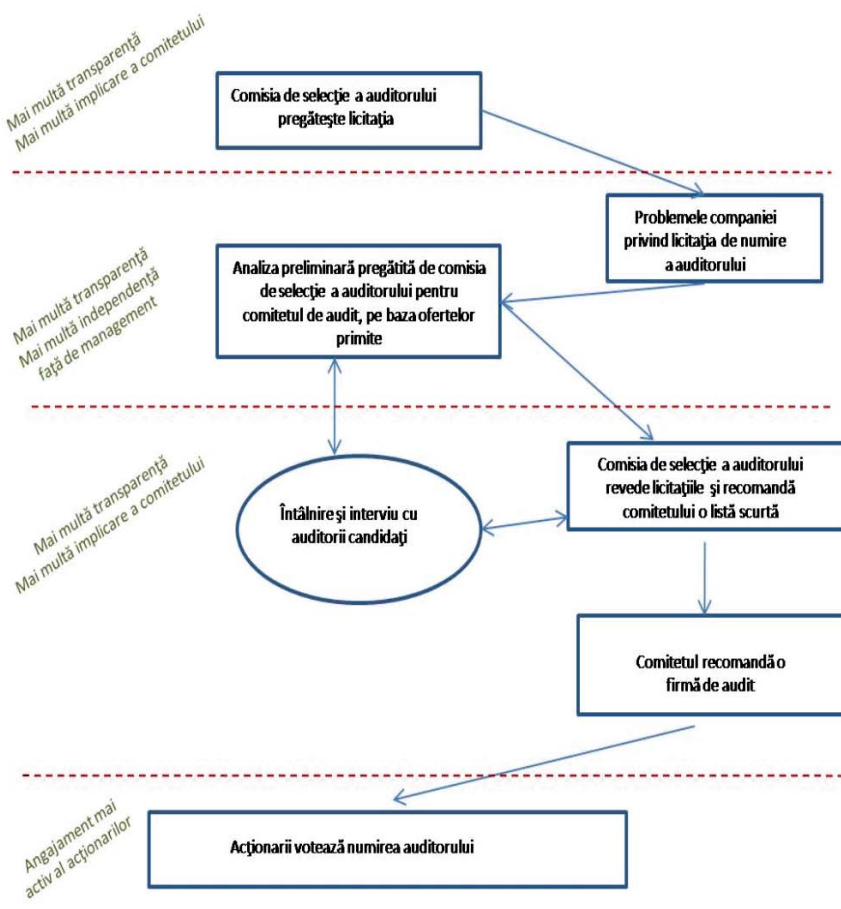 Mai multă transparență
Mai multă implicare a comitetului
Comisia de selecție a auditorului
pregătește licitația
Problemele companiei
privind licitația de numire
a auditorului
Mai multă transparență
Mai multă independență
față de management
Analiza preliminară pregătită de comisia
de selecție a auditorului pentru
comitetul de audit, pe baza ofertelor
primite
Mai multă transparență
Mai multă implicare a comitetului
Întâlnire și interviu cu
auditorii candidați
Comisia de selecție a auditorului
revede licitațiile și recomandă
comitetului o listă scurtă
Comitetul recomandă o
firmă de audit
Angajament mai
activ al acționarilor
Acționarii votează numirea auditorului